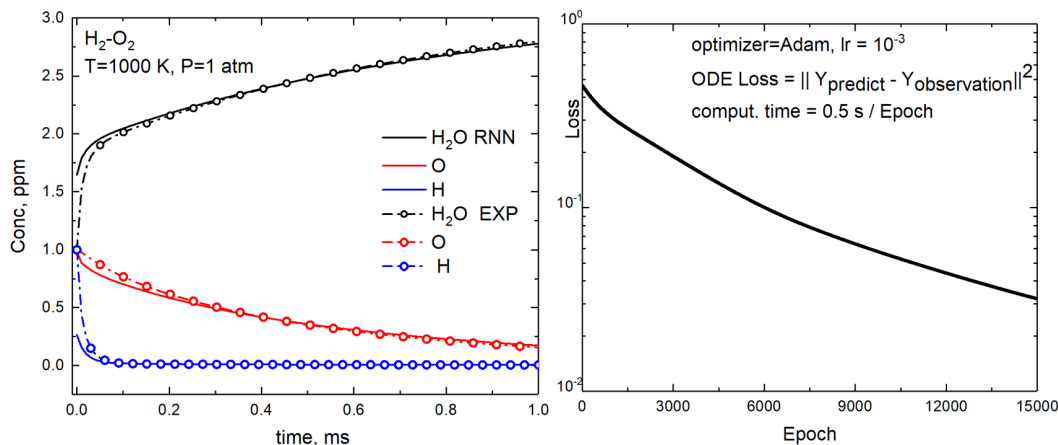 H₂-O₂
T=1000 K, P=1 atm
H₂O RNN
O
H
H₂O EXP
O
H
3.0
2.5
2.0
1.5
1.0
0.5
0.0
Conc, ppm
0.0 0.2 0.4 0.6 0.8 1.0
time, ms
optimizer=Adam, lr = 10⁻³
ODE Loss = || Y_predict - Y_observation||²
comput. time = 0.5 s / Epoch
10⁰
10⁻¹
10⁻²
Loss
0 3000 6000 9000 12000 15000
Epoch